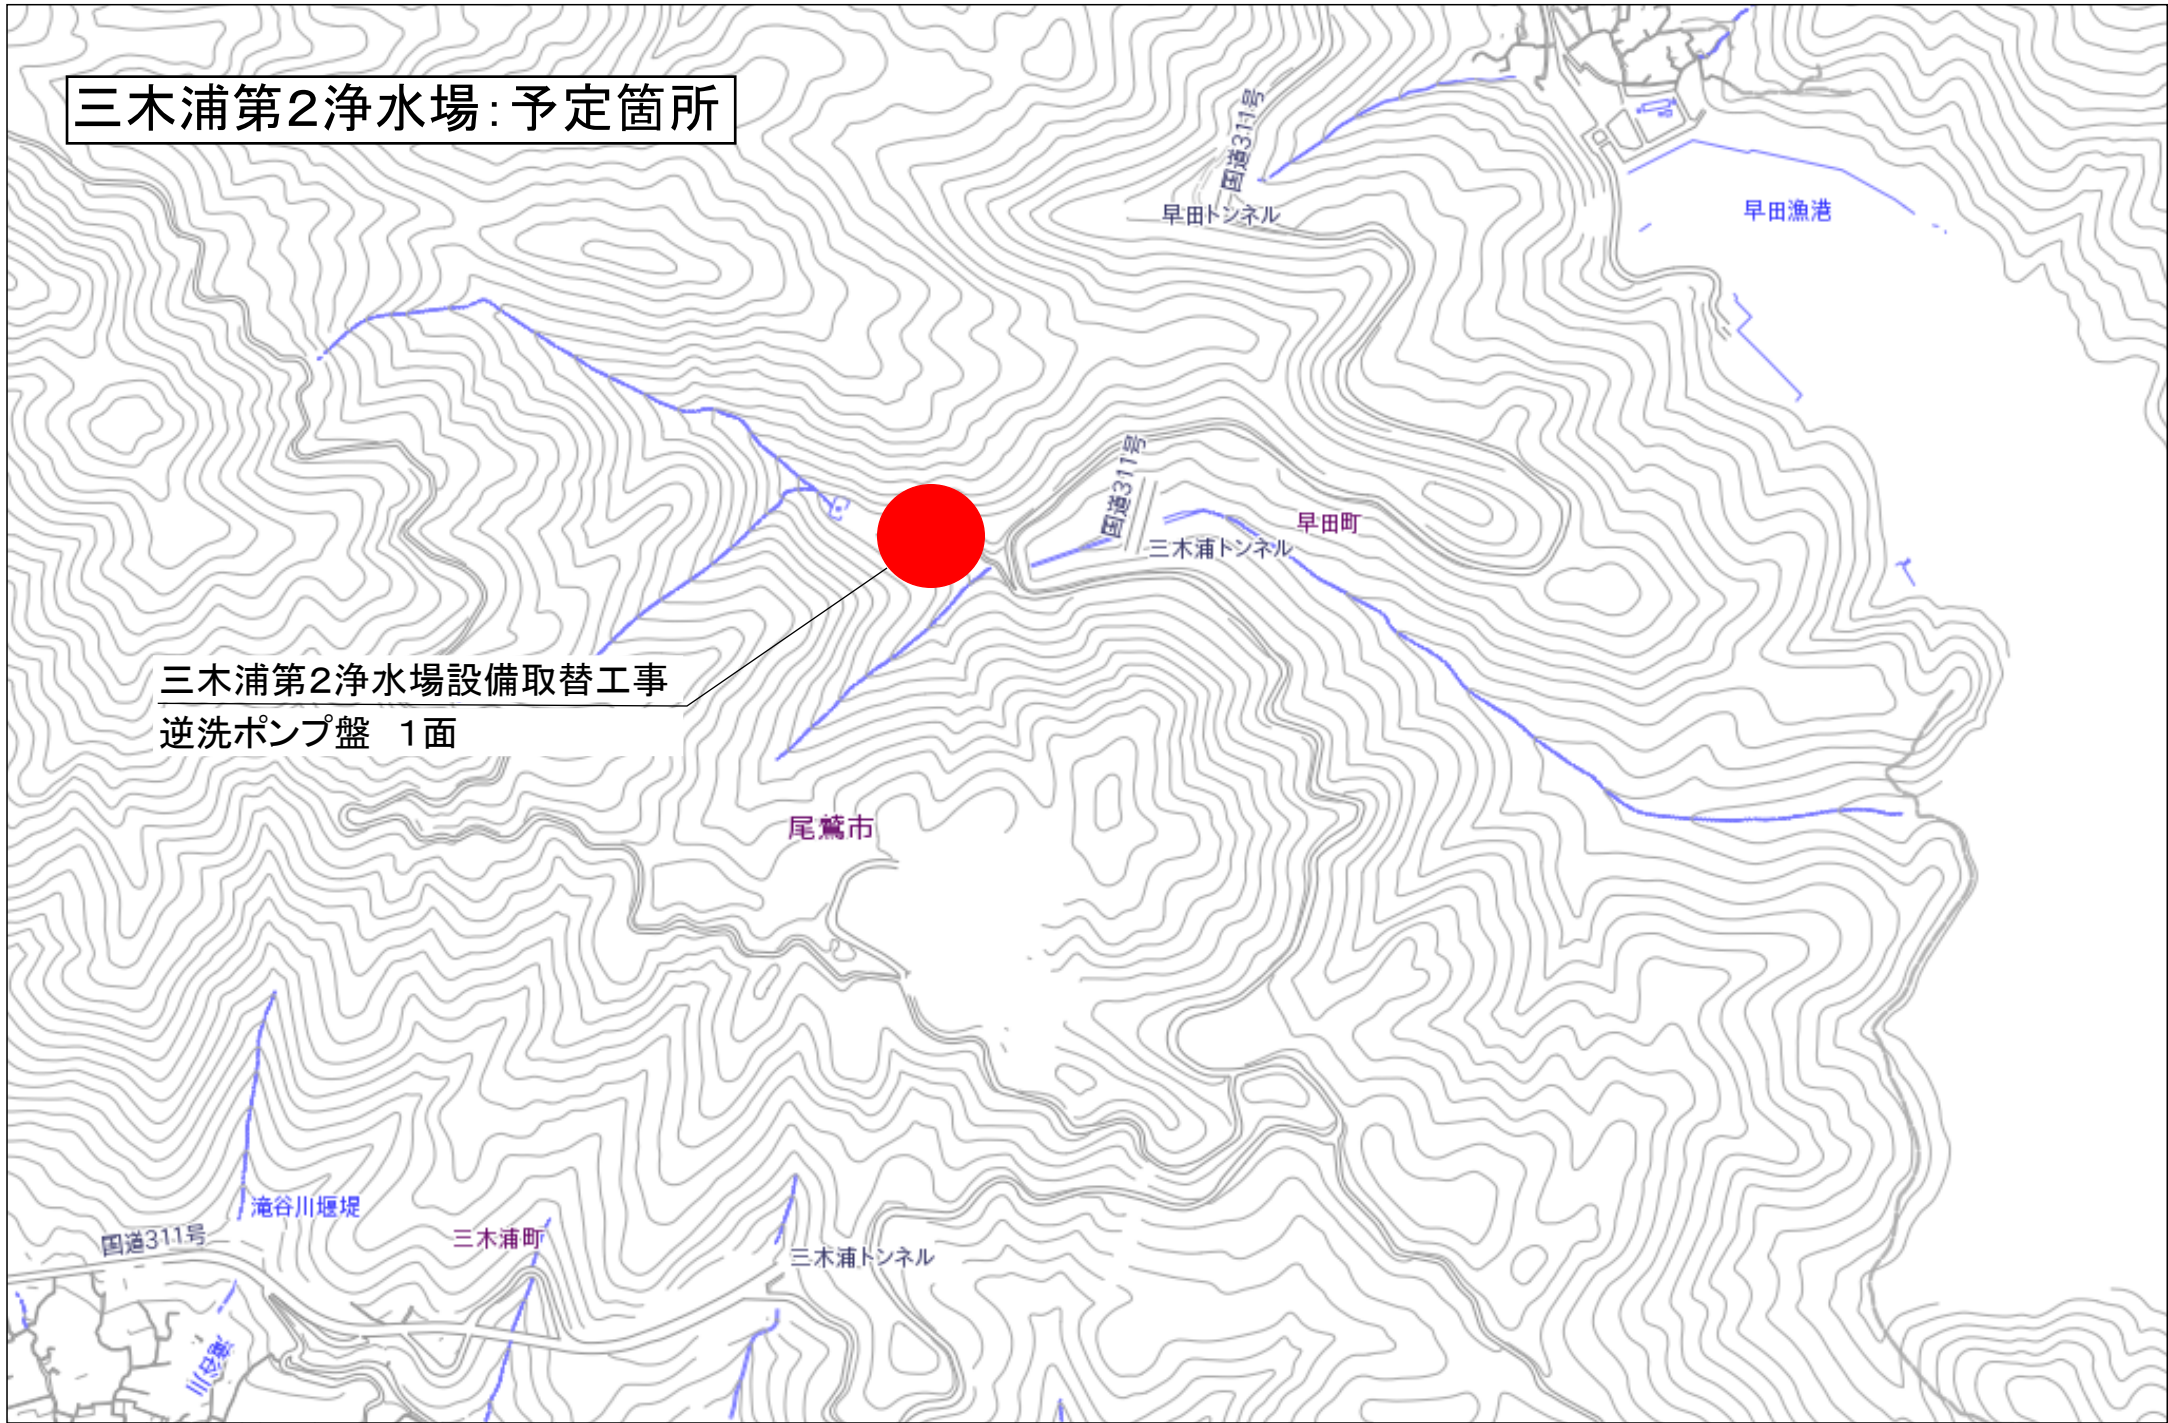 三木浦第２浄水場：予定箇所
国道311号
早田トンネル
早田漁港
国道311号
早田町
三木浦トンネル
三木浦第２浄水場設備取替工事
逆洗ポンプ盤　１面
尾鷲市
滝谷川堰堤
国道311号
三木浦町
三木浦トンネル
滝谷川